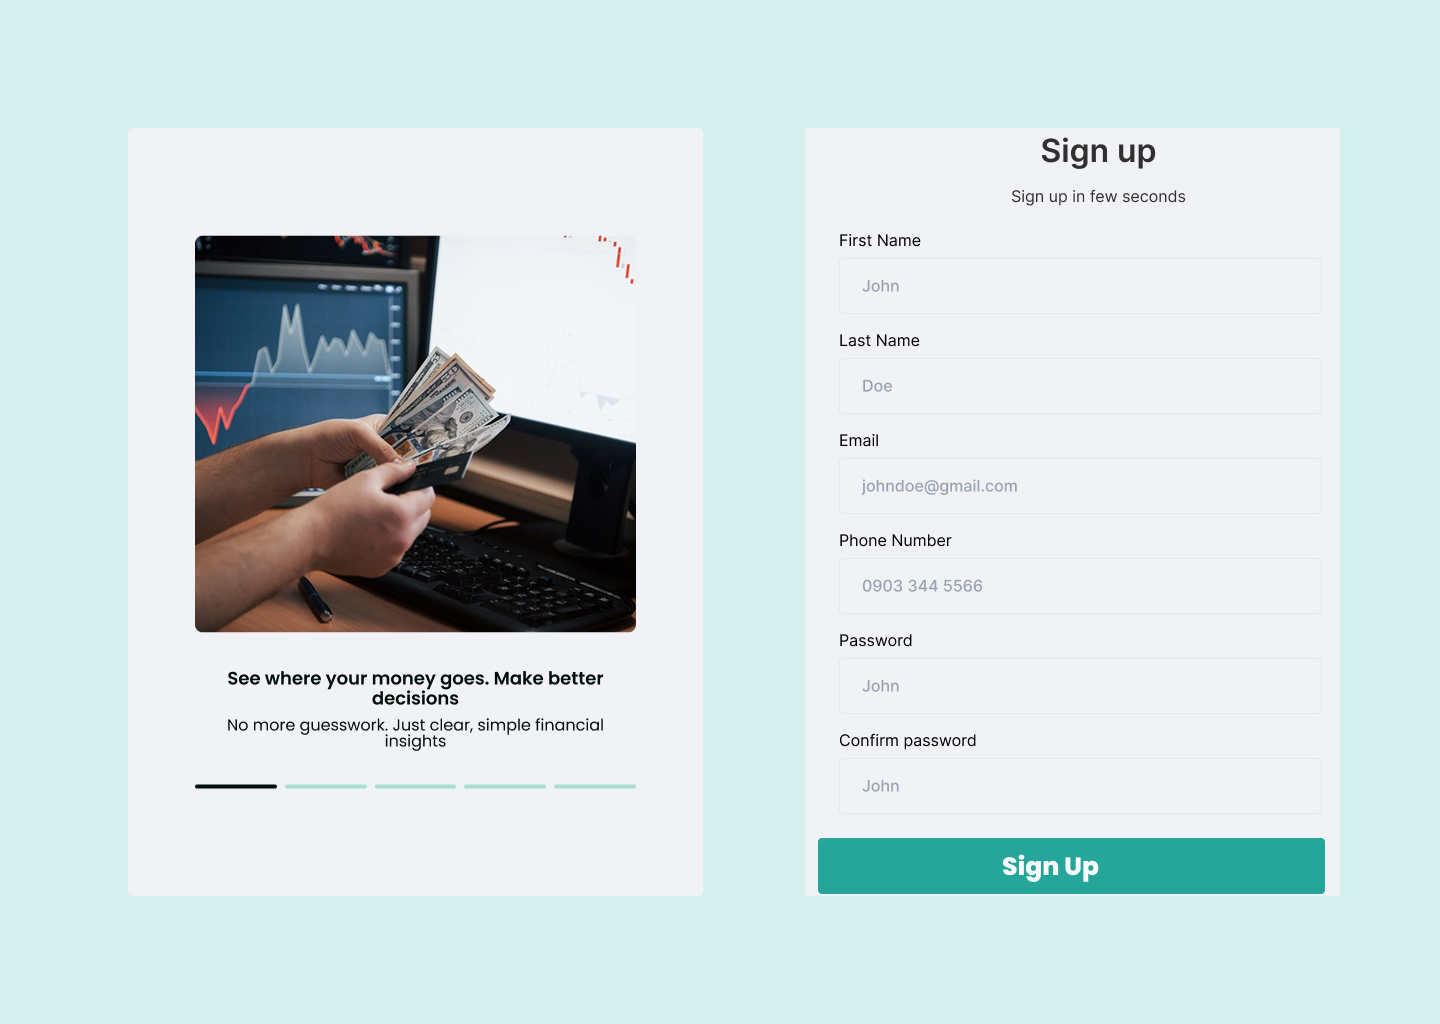 See where your money goes. Make better
decisions
No more guesswork. Just clear, simple financial
insights
Sign up
Sign up in few seconds
First Name
John
Last Name
Doe
Email
johndoe@gmail.com
Phone Number
0903 344 5566
Password
John
Confirm password
John
Sign Up